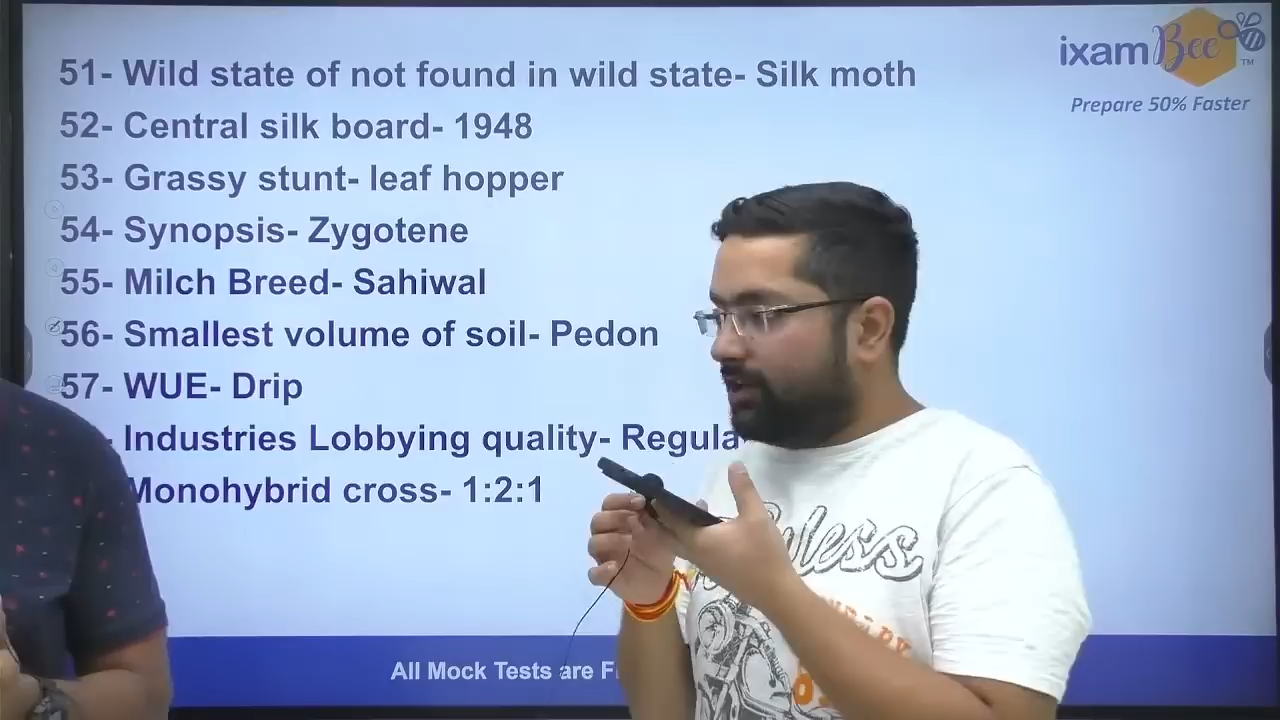 51- Wild state of not found in wild state- Silk moth
52- Central silk board- 1948
53- Grassy stunt- leaf hopper
54- Synopsis- Zygotene
55- Milch Breed- Sahiwal
56- Smallest volume of soil- Pedon
57- WUE- Drip
- Industries Lobbying quality- Regula
Monohybrid cross- 1:2:1
ixamBee™
Prepare 50% Faster
All Mock Tests are F